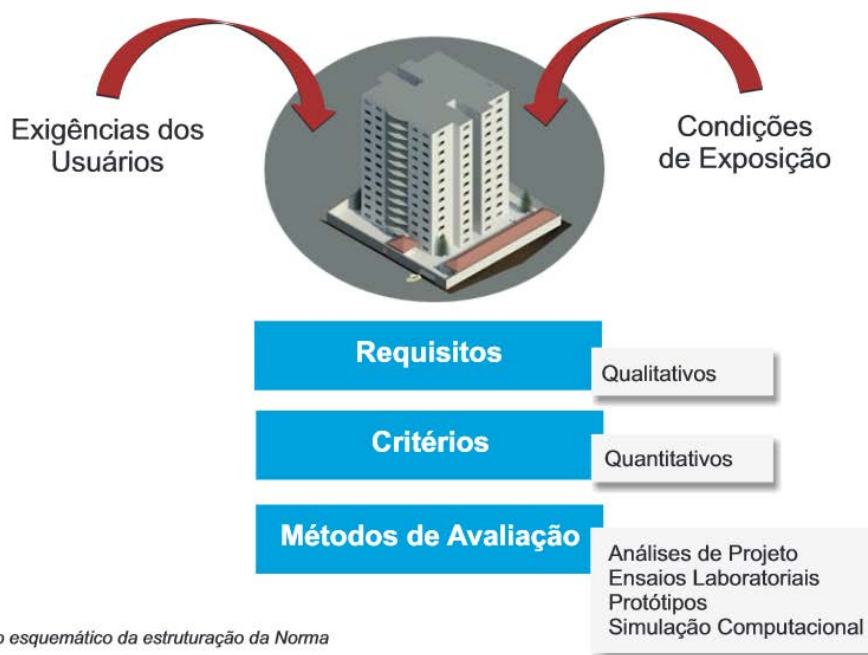 Exigências dos
Usuários
Condições
de Exposição
Requisitos
Qualitativos
Critérios
Quantitativos
Métodos de Avaliação
Análises de Projeto
Ensaios Laboratoriais
Protótipos
Simulação Computacional
o esquemático da estruturação da Norma